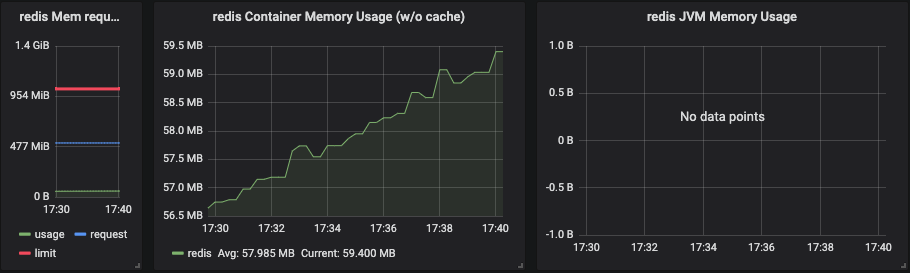 redis Mem requ...
1.4 GiB
954 MiB
477 MiB
0 B
17:30 17:40
usage request
limit
redis Container Memory Usage (w/o cache)
59.5 MB
59.0 MB
58.5 MB
58.0 MB
57.5 MB
57.0 MB
56.5 MB
17:30 17:32 17:34 17:36 17:38 17:40
redis Avg: 57.985 MB Current: 59.400 MB
redis JVM Memory Usage
1.0 B
0.5 B
0 B
-0.5 B
-1.0 B
No data points
17:30 17:32 17:34 17:36 17:38 17:40